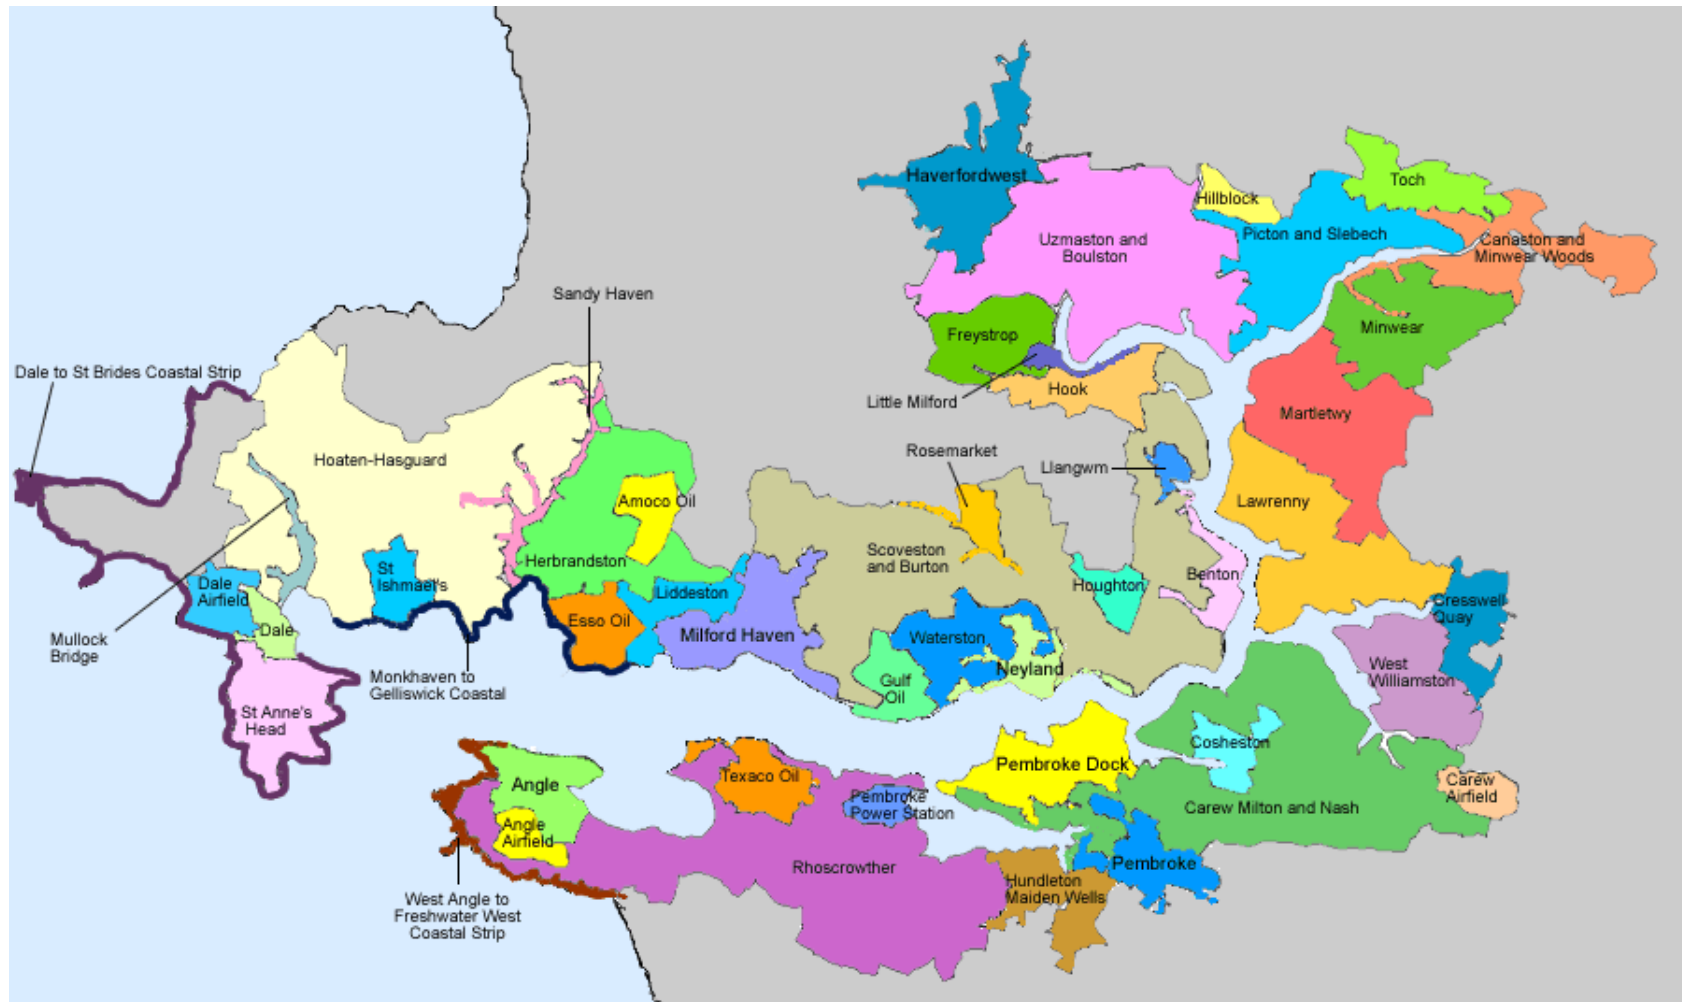 Haverfordwest
Toch
Hillblock
Uzmaston and
Boulston
Picton and Slebech
Canaston and
Minwear Woods
Sandy Haven
Freystrop
Minwear
Dale to St Brides Coastal Strip
Little Milford
Hook
Martletwy
Hoaten-Hasguard
Rosemarket
Llangwm
Amoco Oil
Lawrenny
Herbrandston
Scoveston
and Burton
St
Ishmael's
Dale
Airfield
Liddeston
Houghton
Benton
Cresswell
Quay
Esso Oil
Milford Haven
Waterston
Dale
Mullock
Bridge
Neyland
West
Williamston
Monkhaven to
Gelliswick Coastal
Gulf
Oil
St Anne's
Head
Cosheston
Pembroke Dock
Texaco Oil
Angle
Carew
Airfield
Pembroke
Power Station
Carew Milton and Nash
Angle
Airfield
Rhoscrowther
Pembroke
Hundleton
Maiden Wells
West Angle to
Freshwater West
Coastal Strip